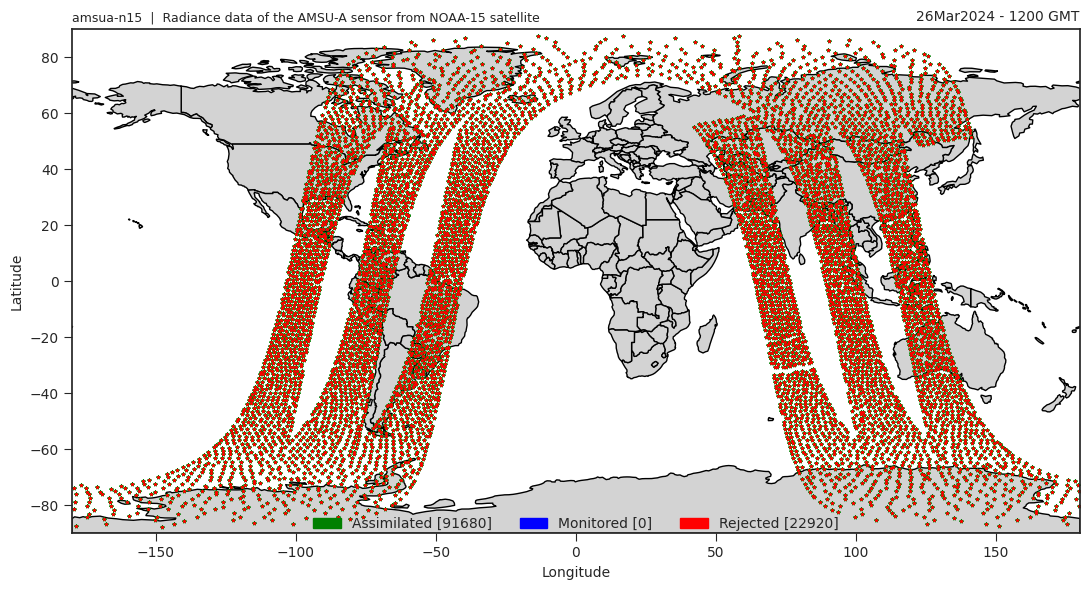 amsua-n15 | Radiance data of the AMSU-A sensor from NOAA-15 satellite
26Mar2024 - 1200 GMT
Latitude
80
60
40
20
0
−20
−40
−60
−80
Assimilated [91680] Monitored [0] Rejected [22920]
−150 −100 −50 0 50 100 150
Longitude